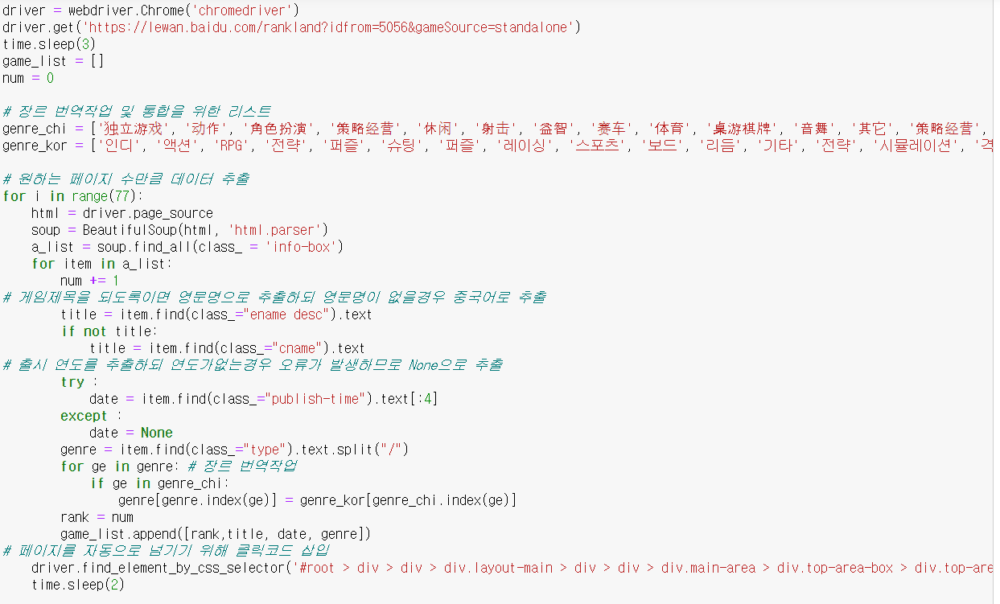 driver = webdriver.Chrome('chromedriver')
driver.get('https://lewan.baidu.com/rankland?idfrom=5056&gameSource=standalone')
time.sleep(3)
game_list = []
num = 0
# 장르 번역작업 및 통합을 위한 리스트
genre_chi = ['独立游戏', '动作', '角色扮演', '策略经营', '休闲', '射击', '益智', '赛车', '体育', '桌游棋牌', '音舞', '其它', '策略经营',
genre_kor = ['인디', '액션', 'RPG', '전략', '퍼즐', '슈팅', '퍼즐', '레이싱', '스포츠', '보드', '리듬', '기타', '전략', '시뮬레이션', '격
# 원하는 페이지 수만큼 데이터 추출
for i in range(77):
    html = driver.page_source
    soup = BeautifulSoup(html, 'html.parser')
    a_list = soup.find_all(class_ = 'info-box')
    for item in a_list:
        num += 1
# 게임제목을 되도록이면 영문명으로 추출하되 영문명이 없을경우 중국어로 추출
        title = item.find(class_="ename desc").text
        if not title:
            title = item.find(class_="cname").text
# 출시 연도를 추출하되 연도가없는경우 오류가 발생하므로 None으로 추출
        try :
            date = item.find(class_="publish-time").text[:4]
        except :
            date = None
        genre = item.find(class_="type").text.split("/")
        for ge in genre: # 장르 번역작업
            if ge in genre_chi:
                genre[genre.index(ge)] = genre_kor[genre_chi.index(ge)]
        rank = num
        game_list.append([rank,title, date, genre])
# 페이지를 자동으로 넘기기 위해 클릭코드 삽입
    driver.find_element_by_css_selector('#root > div > div > div.layout-main > div > div > div.main-area > div.top-area-box > div.top-are
    time.sleep(2)